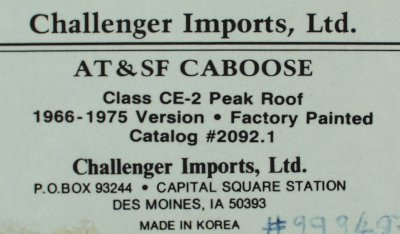 Challenger Imports, Ltd.
AT & SF CABOOSE
Class CE-2 Peak Roof
1966-1975 Version • Factory Painted
Catalog #2092.1
Challenger Imports, Ltd.
P.O.BOX 93244 • CAPITAL SQUARE STATION
DES MOINES, IA 50393
MADE IN KOREA